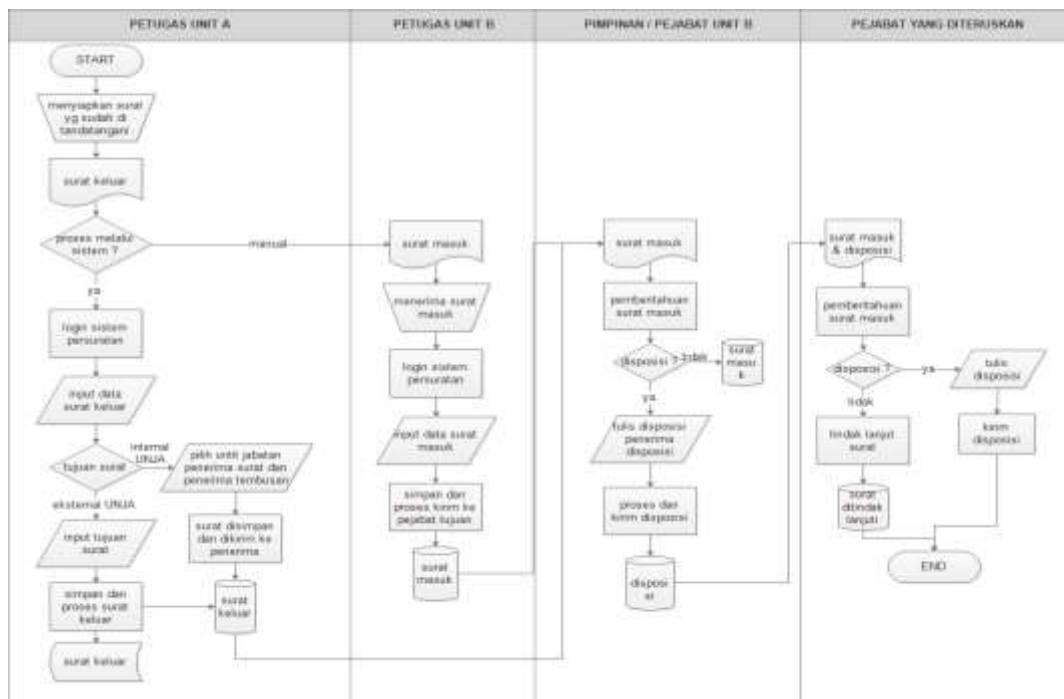 PETUGAS UNIT A
PETUGAS UNIT B
PIMPINAN / PEJABAT UNIT B
PEJABAT YANG DITERUSKAN
START
menyiapkan surat
yg sudah di
tandatangani
surat keluar
proses melalui
sistem ?
manual
ya
login sistem
persuratan
input data
surat keluar
tujuan surat
internal
UNJA
pilih untit jabatan
penerima surat dan
penerima tembusan
eksternal UNJA
input tujuan
surat
surat disimpan
dan dikirim ke
penerima
simpan dan
proses surat
keluar
surat
keluar
surat keluar
surat masuk
menerima surat
masuk
login sistem
persuratan
input data surat
masuk
simpan dan
proses kirim ke
pejabat tujuan
surat
masuk
surat masuk
pemberitahuan
surat masuk
disposisi ?
tidak
surat
masu
k
ya
tulis disposisi
penerima
disposisi
proses dan
kirim disposisi
dispos
isi
surat masuk
& disposisi
pemberitahuan
surat masuk
disposisi ?
ya
tulis
disposisi
tidak
tindak lanjut
surat
kirim
disposisi
surat
ditindak
lanjuti
END